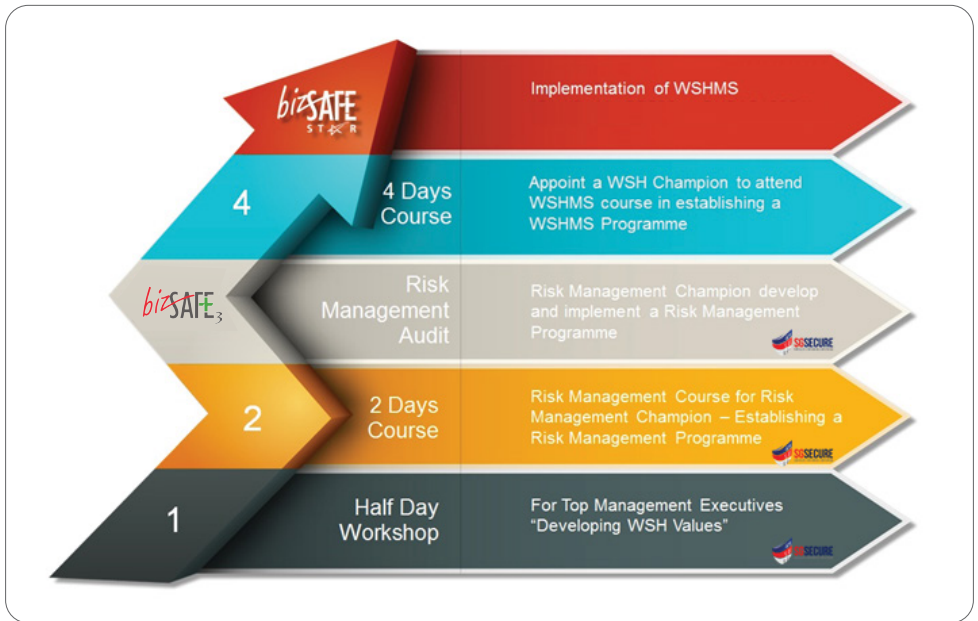 bizSAFE
STAR
Implementation of WSHMS
4
4 Days
Course
Appoint a WSH Champion to attend
WSHMS course in establishing a
WSHMS Programme
bizSAFE3
Risk
Management
Audit
Risk Management Champion develop
and implement a Risk Management
Programme
SGSECURE
2
2 Days
Course
Risk Management Course for Risk
Management Champion – Establishing a
Risk Management Programme
SGSECURE
1
Half Day
Workshop
For Top Management Executives
“Developing WSH Values”
SGSECURE